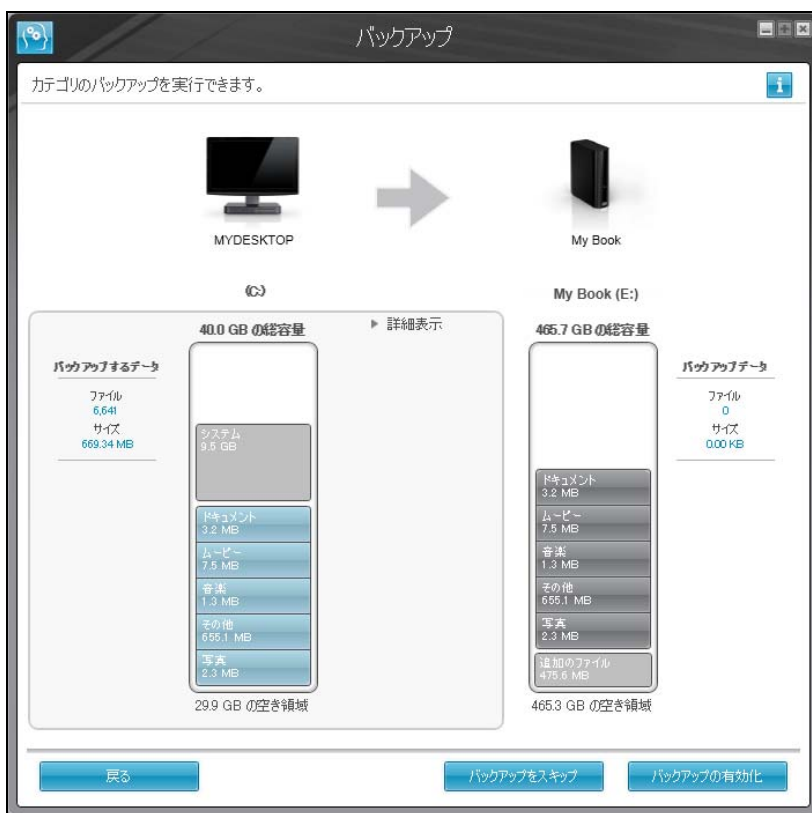 バックアップ
カテゴリのバックアップを実行できます。
MYDESKTOP
My Book
(C:)
My Book (E:)
40.0 GB の総容量
▶ 詳細表示
465.7 GB の総容量
バックアップするデータ
ファイル
6,641
サイズ
669.34 MB
システム
9.5 GB
ドキュメント
3.2 MB
ムービー
7.5 MB
音楽
1.3 MB
その他
655.1 MB
写真
2.3 MB
29.9 GB の空き領域
ドキュメント
3.2 MB
ムービー
7.5 MB
音楽
1.3 MB
その他
655.1 MB
写真
2.3 MB
追加のファイル
475.6 MB
465.3 GB の空き領域
バックアップデータ
ファイル
0
サイズ
0.00 KB
戻る
バックアップをスキップ
バックアップの有効化